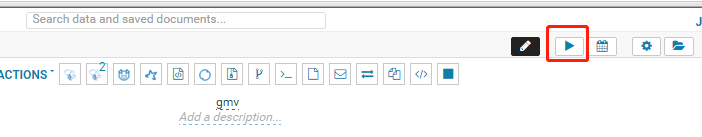 Search data and saved documents...
J
ACTIONS
2
gmv
Add a description...